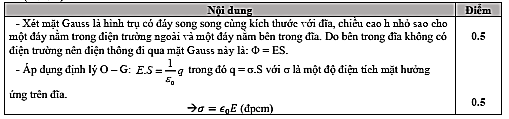 Nội dung Điểm
- Xét mặt Gauss là hình trụ có đáy song song cùng kích thước với đĩa, chiều cao h nhỏ sao cho
một đáy nằm trong điện trường ngoài và một đáy nằm bên trong đĩa. Do bên trong đĩa không có
điện trường nên điện thông đi qua mặt Gauss này là: Φ = ES.
0.5
- Áp dụng định lý O – G: E.S = 1/ε₀ q trong đó q = σ.S với σ là mật độ điện tích mặt hưởng
ứng trên đĩa.
→σ = ϵ₀E (đpcm)
0.5